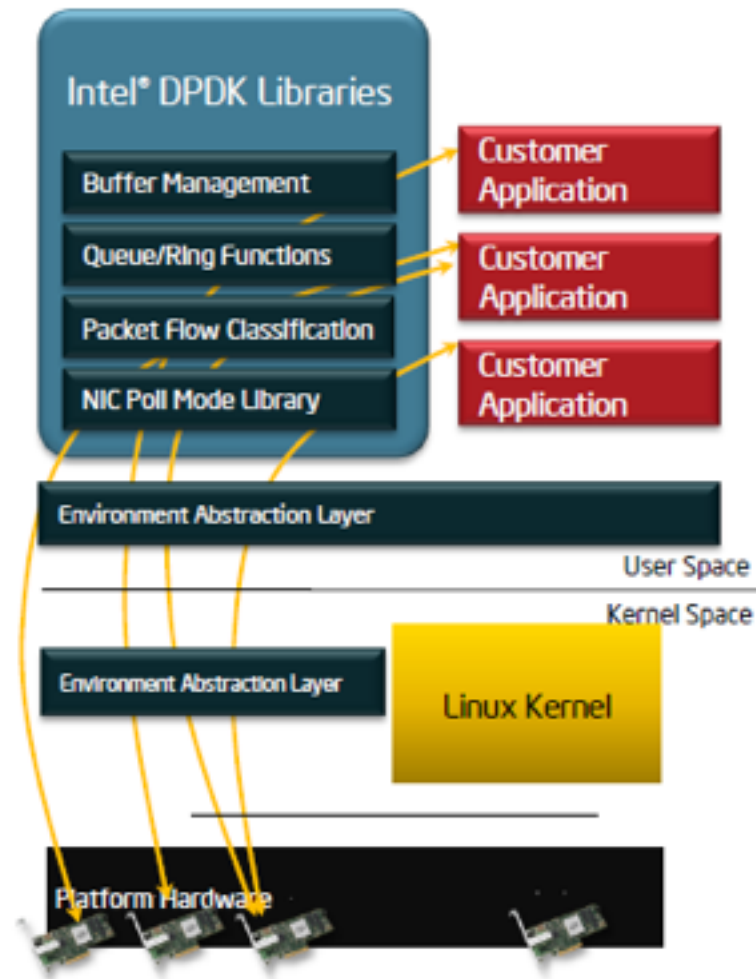 Intel® DPDK Libraries
Buffer Management
Queue/Ring Functions
Packet Flow Classification
NIC Poll Mode Library
Customer
Application
Customer
Application
Customer
Application
Environment Abstraction Layer
User Space
Kernel Space
Environment Abstraction Layer
Linux Kernel
Platform Hardware